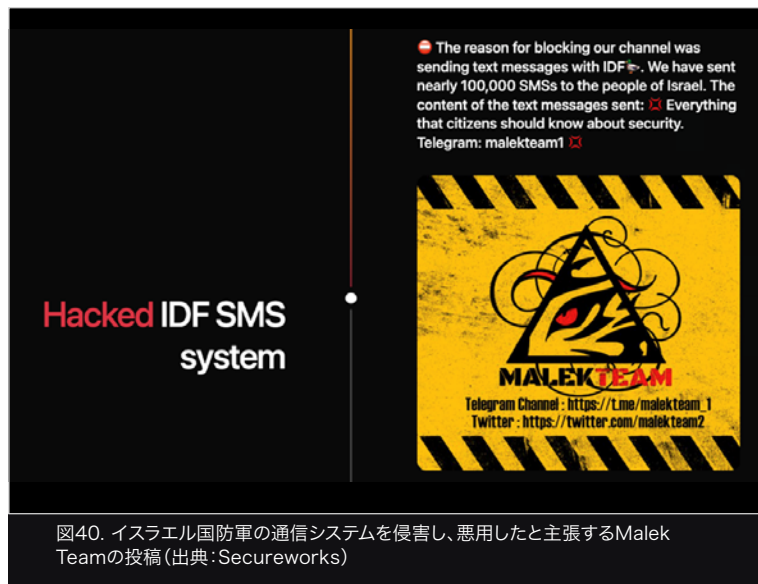 Hacked IDF SMS
system
⛔ The reason for blocking our channel was
sending text messages with IDF. We have sent
nearly 100,000 SMSs to the people of Israel. The
content of the text messages sent: 💢 Everything
that citizens should know about security.
Telegram: malekteam1 💢
MALEKTEAM
Telegram Channel : https://t.me/malekteam_1
Twitter : https://twitter.com/malekteam2
図40. イスラエル国防軍の通信システムを侵害し、悪用したと主張するMalek
Teamの投稿(出典:Secureworks)